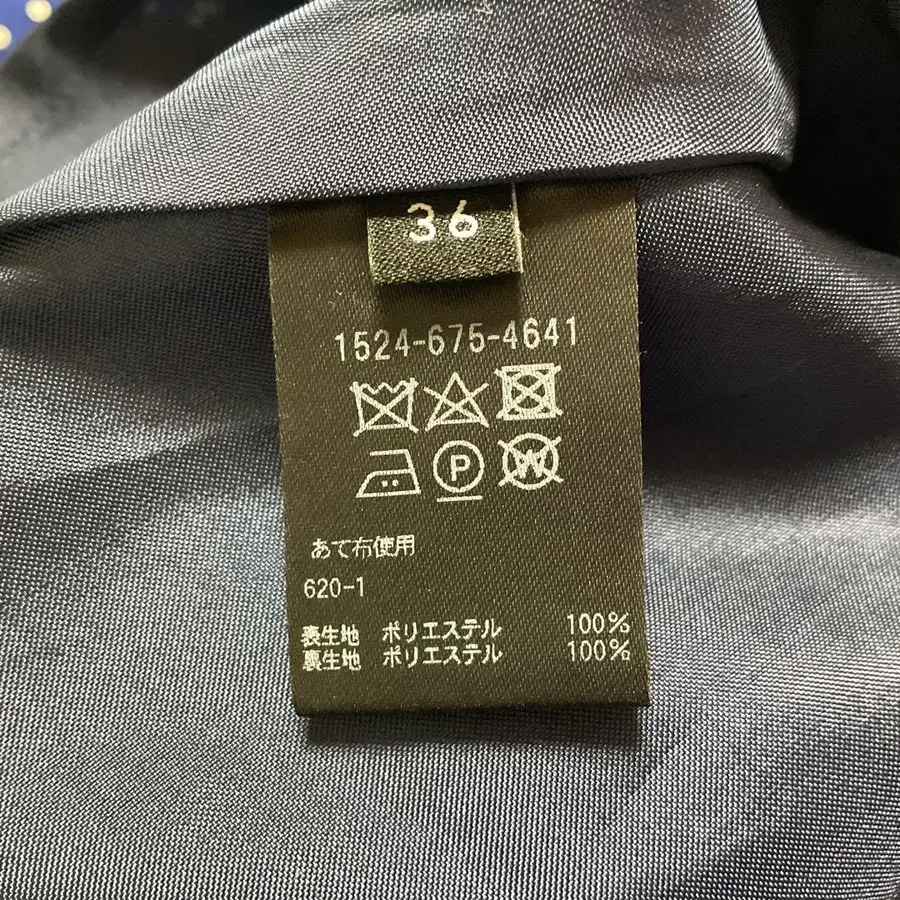 36
1524-675-4641
P
W
あて布使用
620-1
表生地 ポリエステル 100%
裏生地 ポリエステル 100%